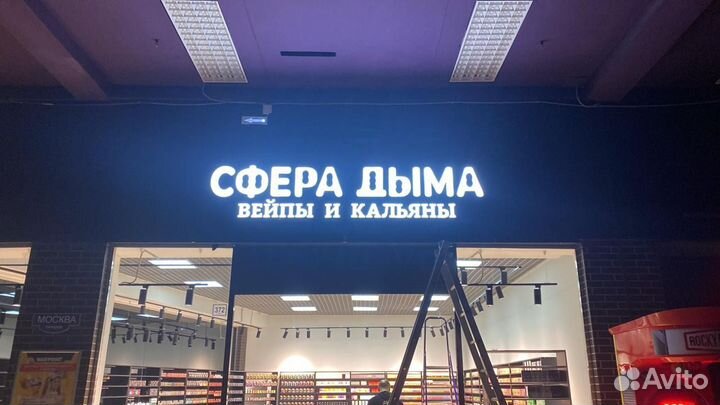 СФЕРА ДЫМА
ВЕЙПЫ И КАЛЬЯНЫ
372
МОСКВА
ROCKY
Avito